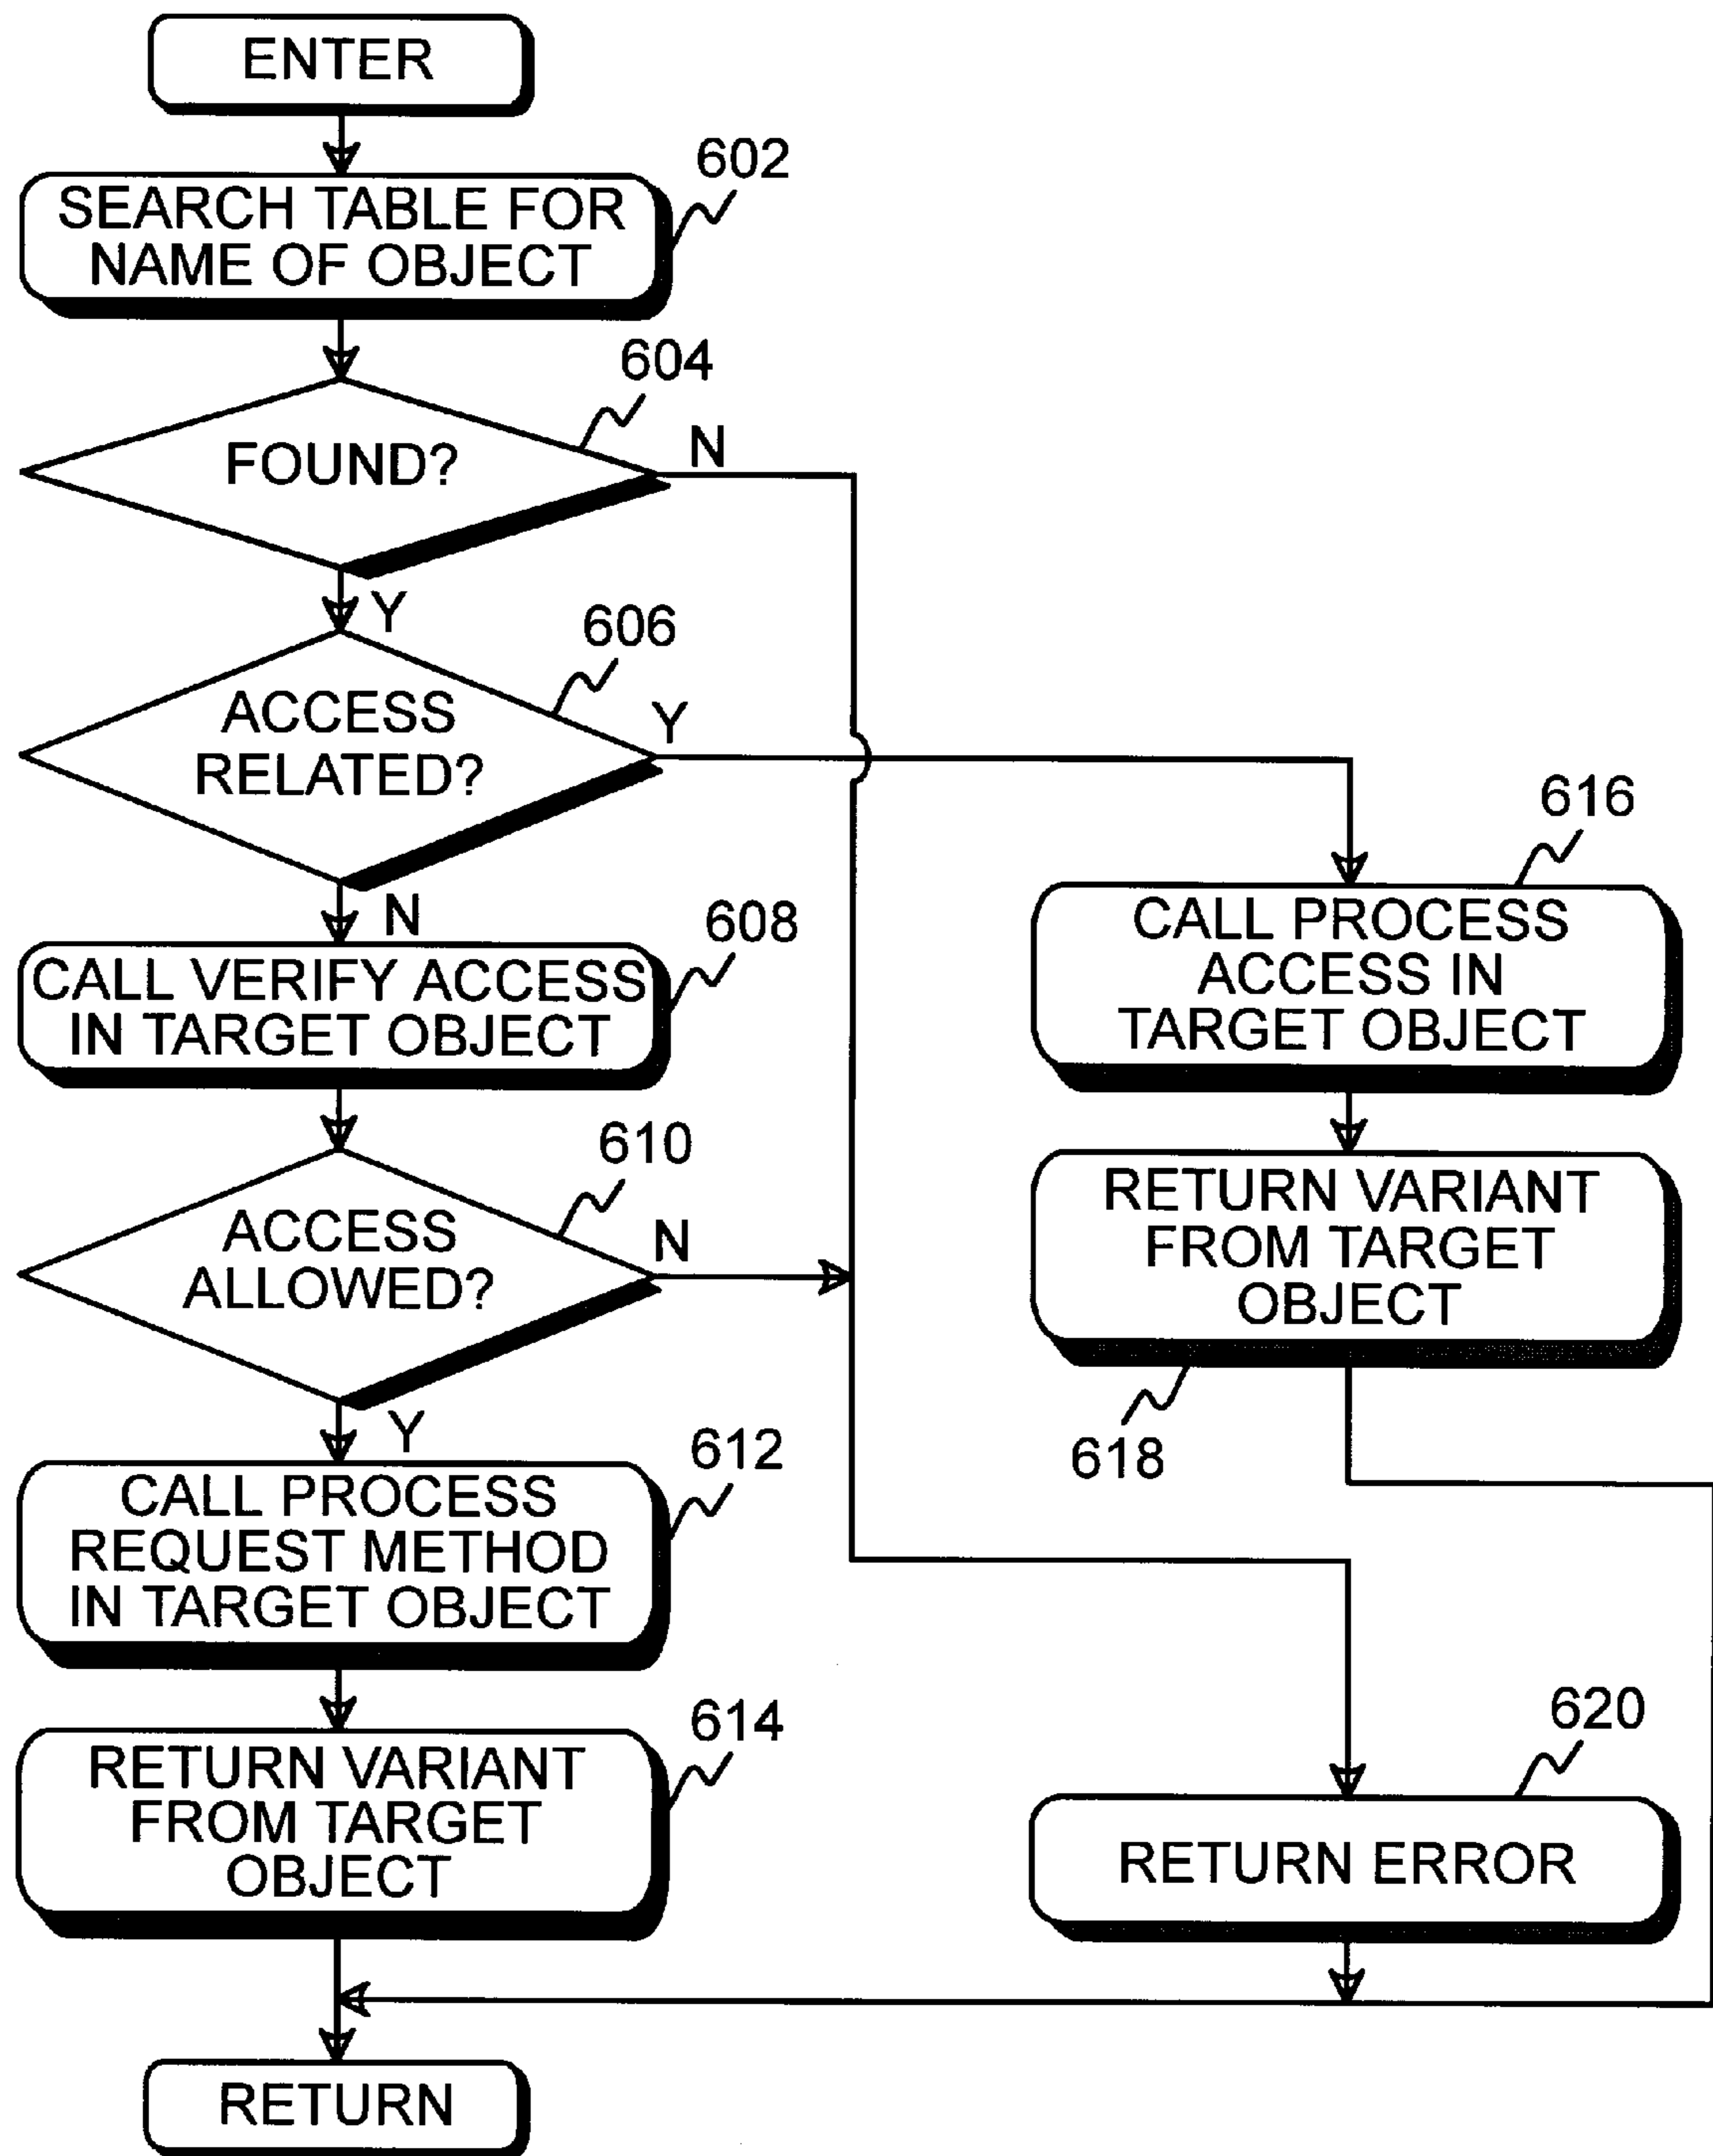 ENTER
602
SEARCH TABLE FOR
NAME OF OBJECT
604
FOUND?
N
Y
606
ACCESS
RELATED?
Y
N
608
CALL VERIFY ACCESS
IN TARGET OBJECT
610
ACCESS
ALLOWED?
N
Y
612
CALL PROCESS
REQUEST METHOD
IN TARGET OBJECT
614
RETURN VARIANT
FROM TARGET
OBJECT
616
CALL PROCESS
ACCESS IN
TARGET OBJECT
RETURN VARIANT
FROM TARGET
OBJECT
618
620
RETURN ERROR
RETURN